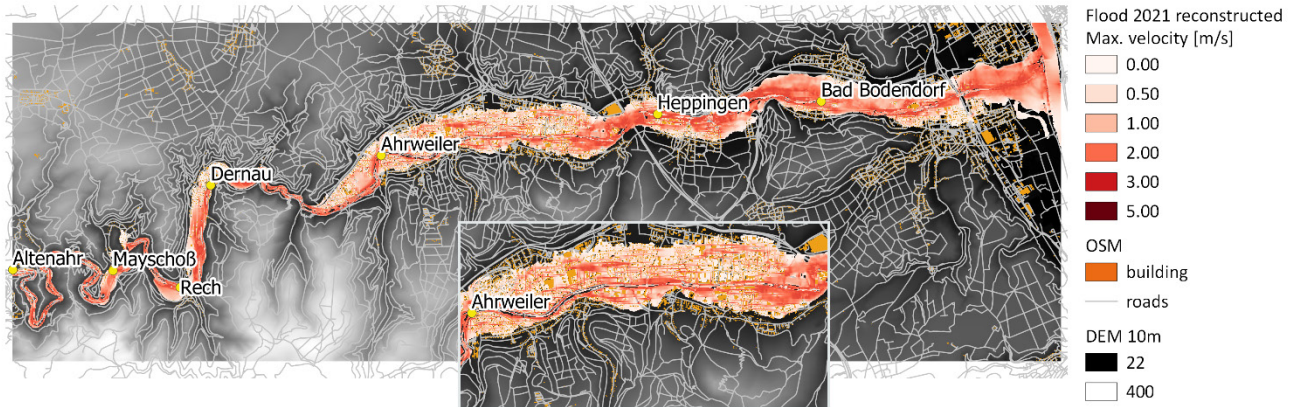 Flood 2021 reconstructed
Max. velocity [m/s]
0.00
0.50
1.00
2.00
3.00
5.00
OSM
building
roads
DEM 10m
22
400
Bad Bodendorf
Heppingen
Ahrweiler
Dernau
Altenahr
Mayschoß
Rech
Ahrweiler